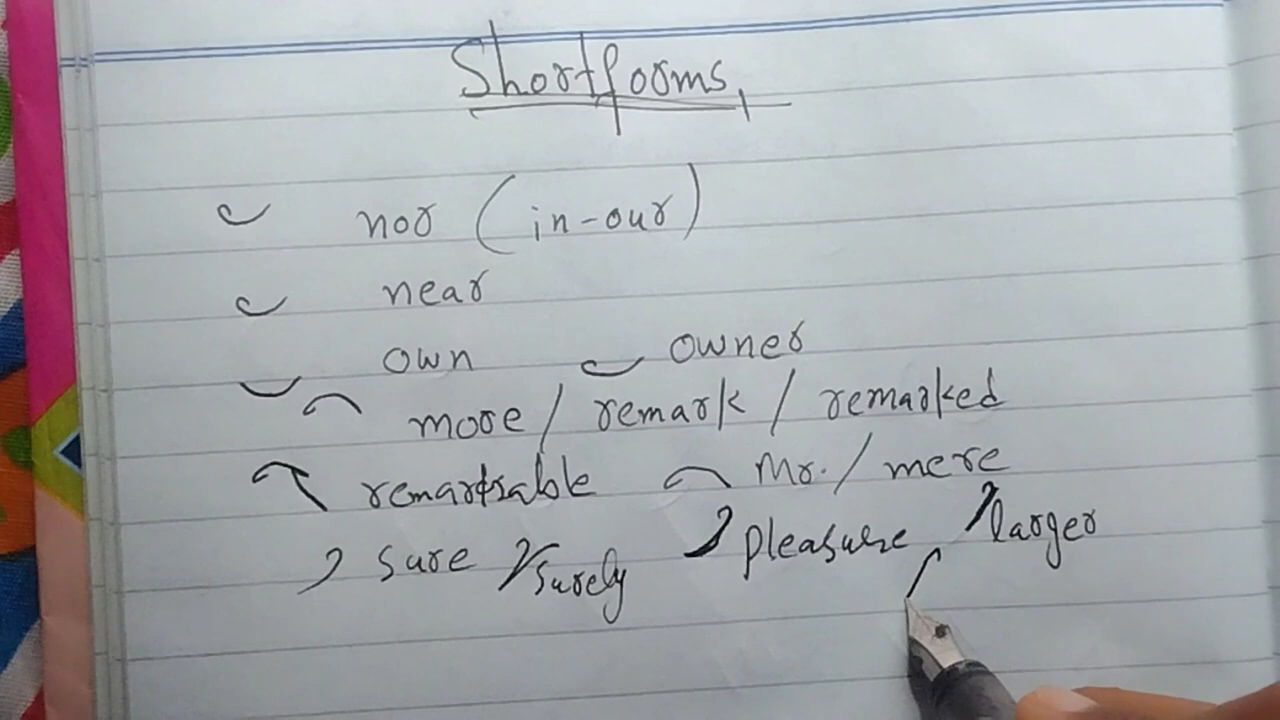 Shortforms
nor (in-our)
near
own owner
more / remark / remarked
remarkable Mr. / mere
sure surely pleasure larger